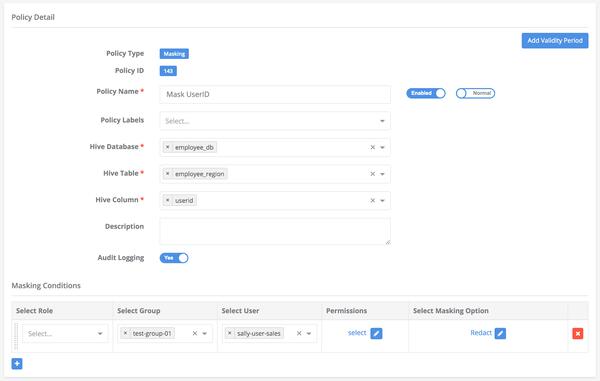 Policy Detail
Add Validity Period
Policy Type Masking
Policy ID 143
Policy Name * Mask UserID Enabled Normal
Policy Labels Select...
Hive Database * × employee_db
Hive Table * × employee_region
Hive Column * × userid
Description
Audit Logging Yes
Masking Conditions
Select Role Select Group Select User Permissions Select Masking Option
Select... × test-group-01 × sally-user-sales select Redact